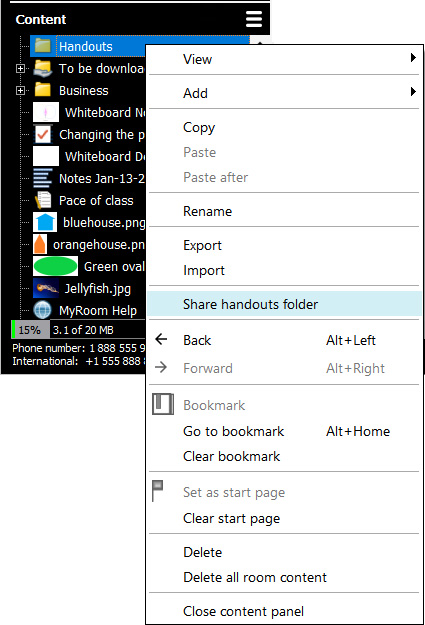 Content
Handouts
To be downloa
Business
Whiteboard No
Changing the p
Whiteboard De
Notes Jan-13-2
Pace of class
bluehouse.png
orangehouse.pn
Green oval
Jellyfish.jpg
MyRoom Help
15% 3.1 of 20 MB
Phone number: 1 888 555 9
International: +1 555 888 8
View
Add
Copy
Paste
Paste after
Rename
Export
Import
Share handouts folder
Back Alt+Left
Forward Alt+Right
Bookmark
Go to bookmark Alt+Home
Clear bookmark
Set as start page
Clear start page
Delete
Delete all room content
Close content panel